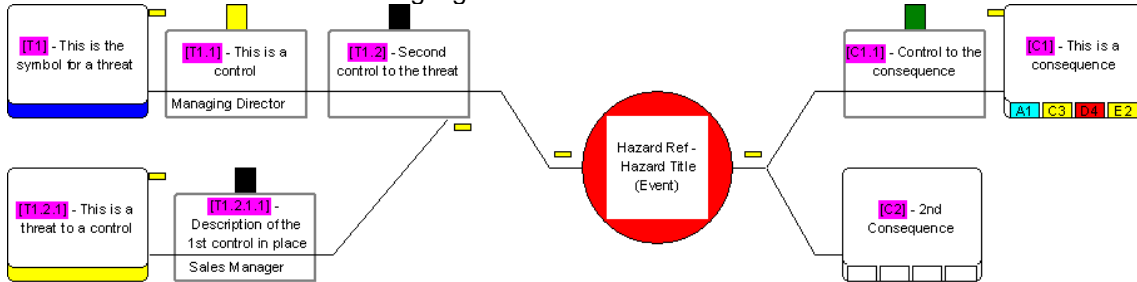 [T1] - This is the
symbol for a threat
[T1.1] - This is a
control
Managing Director
[T1.2] - Second
control to the threat
[C1.1] - Control to the
consequence
[C1] - This is a
consequence
A1 C3 D4 E2
Hazard Ref -
Hazard Title
(Event)
[T1.2.1] - This is a
threat to a control
[T1.2.1.1] -
Description of the
1st control in place
Sales Manager
[C2] - 2nd
Consequence